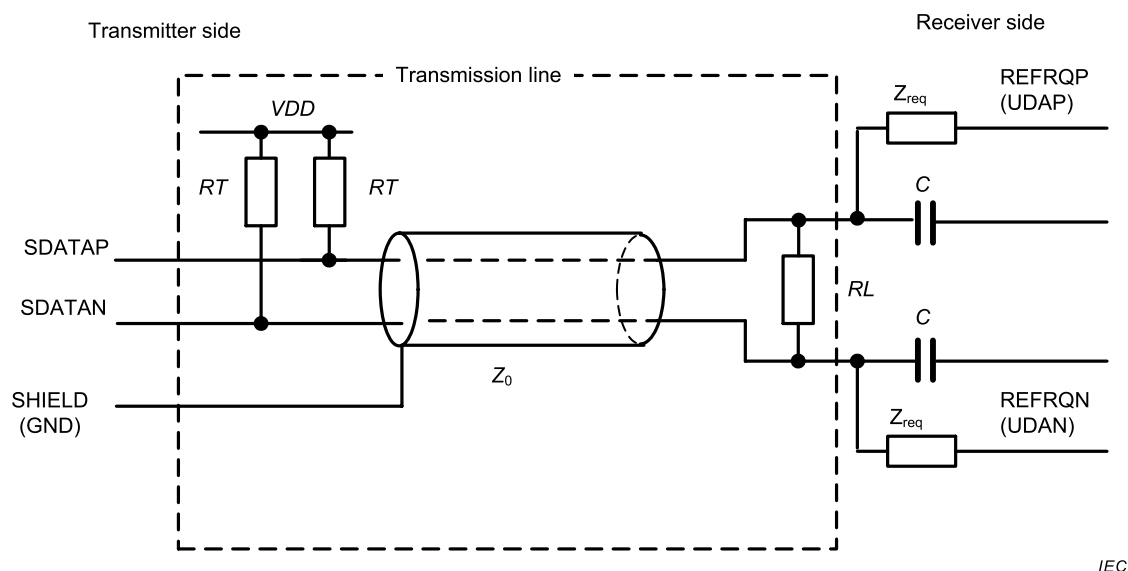 Transmitter side
Receiver side
Transmission line
REFRQP
(UDAP)
Zreq
VDD
RT
RT
C
SDATAP
SDATAN
RL
C
Z0
SHIELD
(GND)
Zreq
REFRQN
(UDAN)
IEC